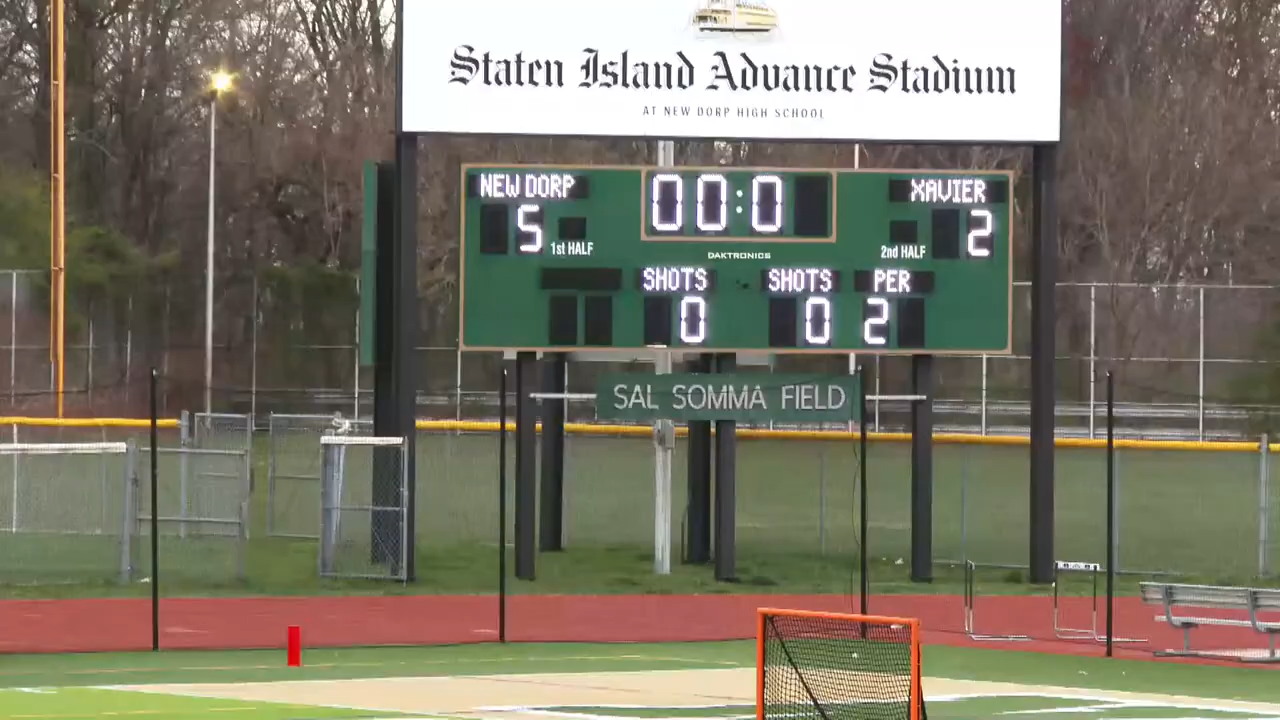 Staten Island Advance Stadium
AT NEW DORP HIGH SCHOOL
NEW DORP 00:0 XAVIER
5 1st HALF 2nd HALF 2
DAKTRONICS
SHOTS SHOTS PER
0 0 2
SAL SOMMA FIELD